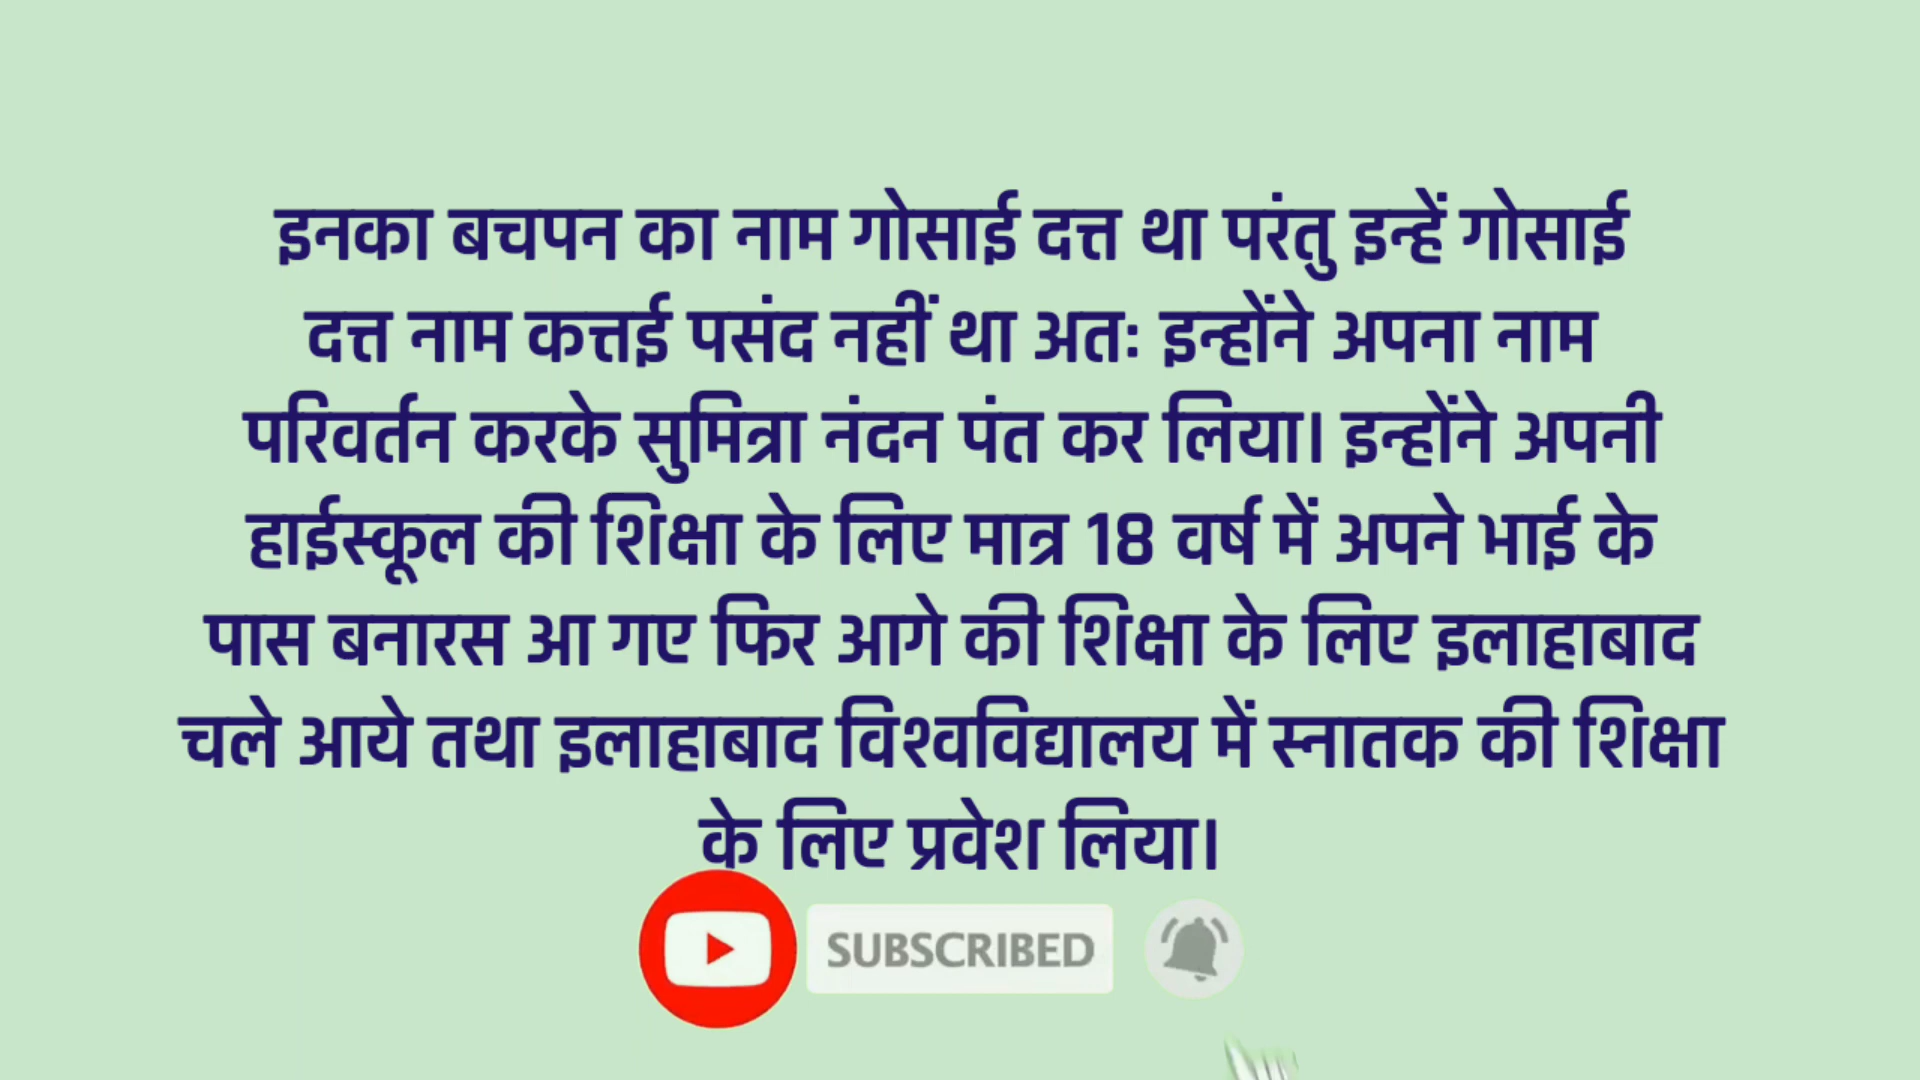 इनका बचपन का नाम गोसाई दत्त था परंतु इन्हें गोसाई
दत्त नाम कत्तई पसंद नहीं था अतः इन्होंने अपना नाम
परिवर्तन करके सुमित्रा नंदन पंत कर लिया। इन्होंने अपनी
हाईस्कूल की शिक्षा के लिए मात्र 18 वर्ष में अपने भाई के
पास बनारस आ गए फिर आगे की शिक्षा के लिए इलाहाबाद
चले आये तथा इलाहाबाद विश्वविद्यालय में स्नातक की शिक्षा
के लिए प्रवेश लिया।
SUBSCRIBED